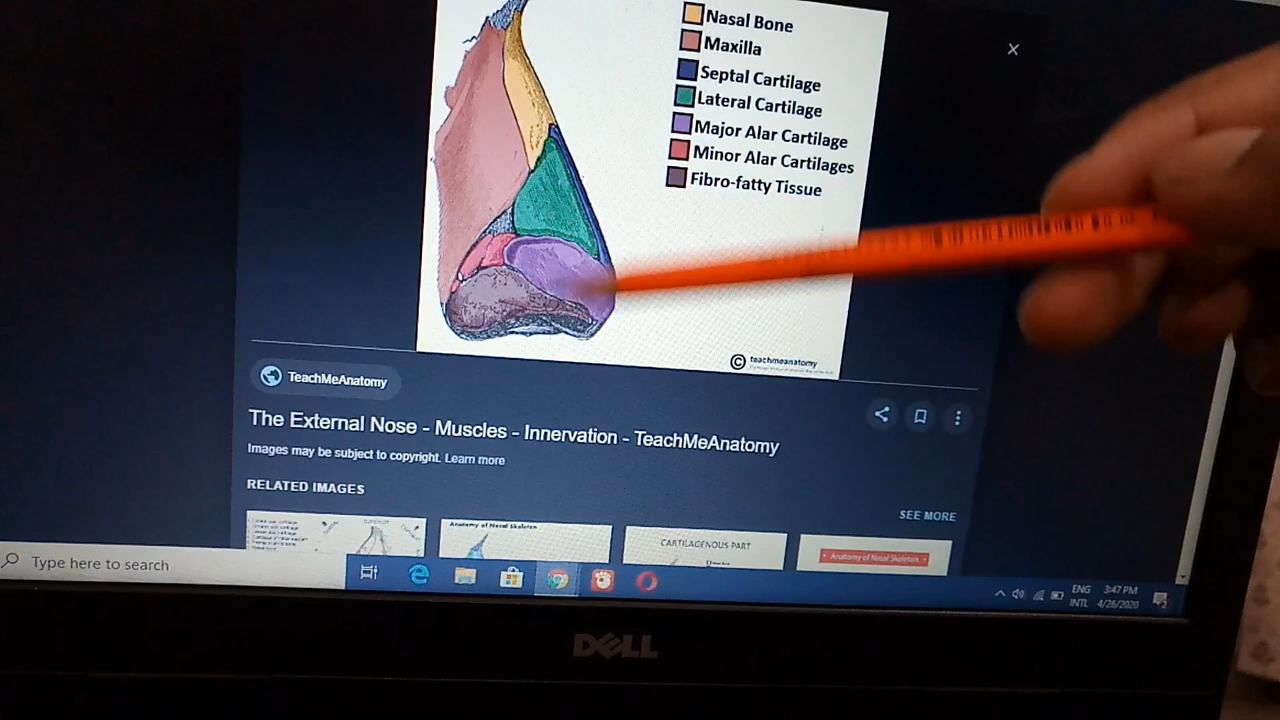 Nasal Bone
Maxilla
Septal Cartilage
Lateral Cartilage
Major Alar Cartilage
Minor Alar Cartilages
Fibro-fatty Tissue
© teachmeanatomy
TeachMeAnatomy
The External Nose - Muscles - Innervation - TeachMeAnatomy
Images may be subject to copyright. Learn more
RELATED IMAGES
SEE MORE
Anatomy of Nasal Skeleton
CARTILAGENOUS PART
• Anatomy of Nasal Skeleton •
Type here to search
ENG
INTL
3:47 PM
4/26/2020
DELL